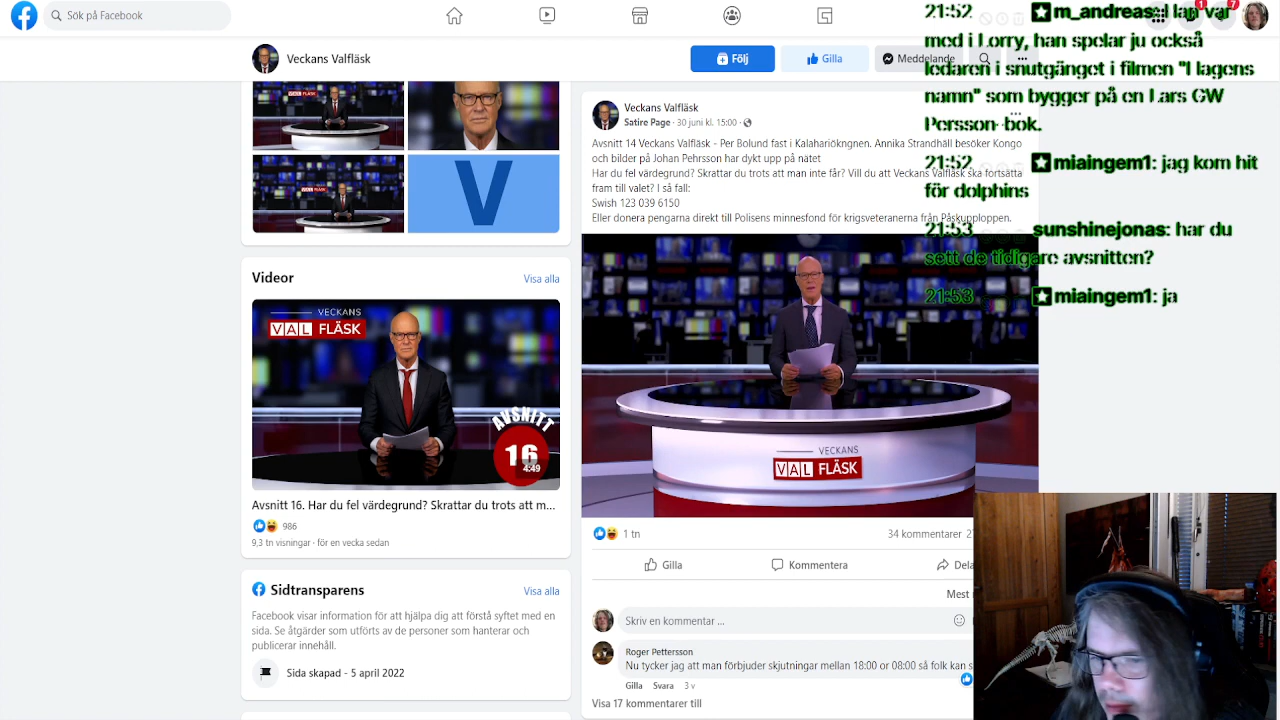 Sök på Facebook
Veckans Valfläsk
Följ
Gilla
Meddelande
V
Videor
Visa alla
VECKANS
VAL FLÄSK
AVSNITT
16
4:49
Avsnitt 16. Har du fel värdegrund? Skrattar du trots att m...
986
9,3 tn visningar · för en vecka sedan
Sidtransparens
Visa alla
Facebook visar information för att hjälpa dig att förstå syftet med en
sida. Se åtgärder som utförts av de personer som hanterar och
publicerar innehåll.
Sida skapad - 5 april 2022
Veckans Valfläsk
Satire Page · 30 juni kl. 15:00 ·
Avsnitt 14 Veckans Valfläsk - Per Bolund fast i Kalahariökngnen. Annika Strandhäll besöker Kongo
och bilder på Johan Pehrsson har dykt upp på nätet
Har du fel värdegrund? Skrattar du trots att man inte får? Vill du att Veckans Valfläsk ska fortsätta
fram till valet? I så fall:
Swish 123 039 6150
Eller donera pengarna direkt till Polisens minnesfond för krigsveteranerna från Påskupploppen.
VECKANS
VAL FLÄSK
1 tn
34 kommentarer
Gilla
Kommentera
Dela
Mest
Skriv en kommentar ...
Roger Pettersson
Nu tycker jag att man förbjuder skjutningar mellan 18:00 or 08:00 så folk kan s
Gilla Svara 3 v
Visa 17 kommentarer till
1
7
21:52 m_andreas: Ian var
med i Lorry, han spelar ju också
ledaren i snutgänget i filmen "I lagens
namn" som bygger på en Lars GW
Persson-bok.
21:52 miaingem1: jag kom hit
för dolphins
21:53 sunshinejonas: har du
sett de tidigare avsnitten?
21:53 miaingem1: ja